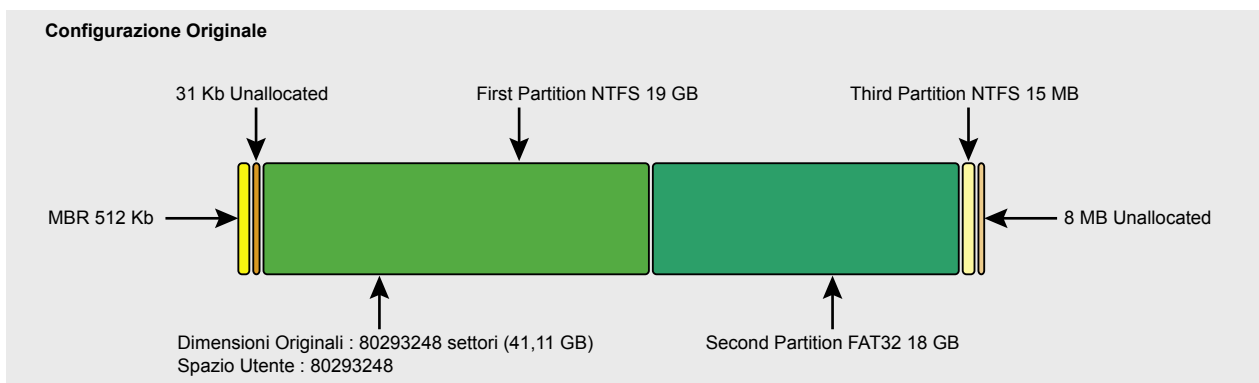 Configurazione Originale
31 Kb Unallocated
First Partition NTFS 19 GB
Third Partition NTFS 15 MB
MBR 512 Kb
8 MB Unallocated
Dimensioni Originali : 80293248 settori (41,11 GB)
Spazio Utente : 80293248
Second Partition FAT32 18 GB